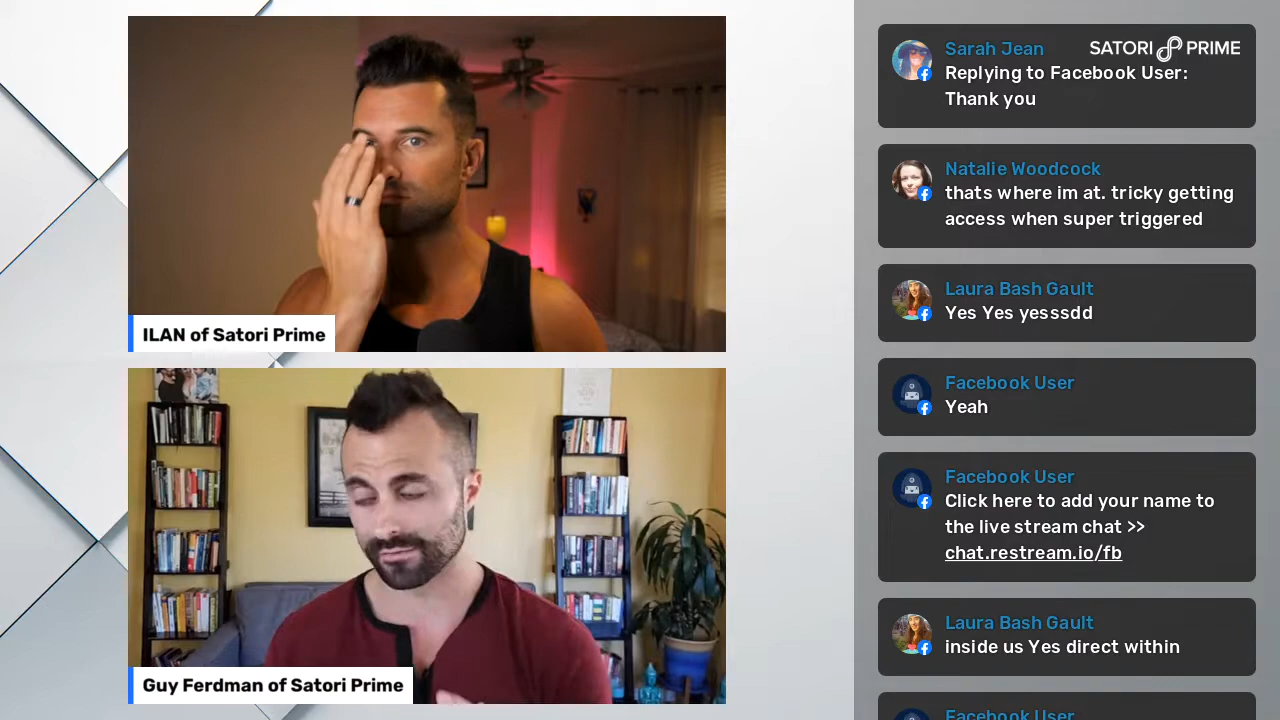 ILAN of Satori Prime
Guy Ferdman of Satori Prime
SATORI PRIME
Sarah Jean
Replying to Facebook User:
Thank you
Natalie Woodcock
thats where im at. tricky getting
access when super triggered
Laura Bash Gault
Yes Yes yesssdd
Facebook User
Yeah
Facebook User
Click here to add your name to
the live stream chat >>
chat.restream.io/fb
Laura Bash Gault
inside us Yes direct within
Facebook User